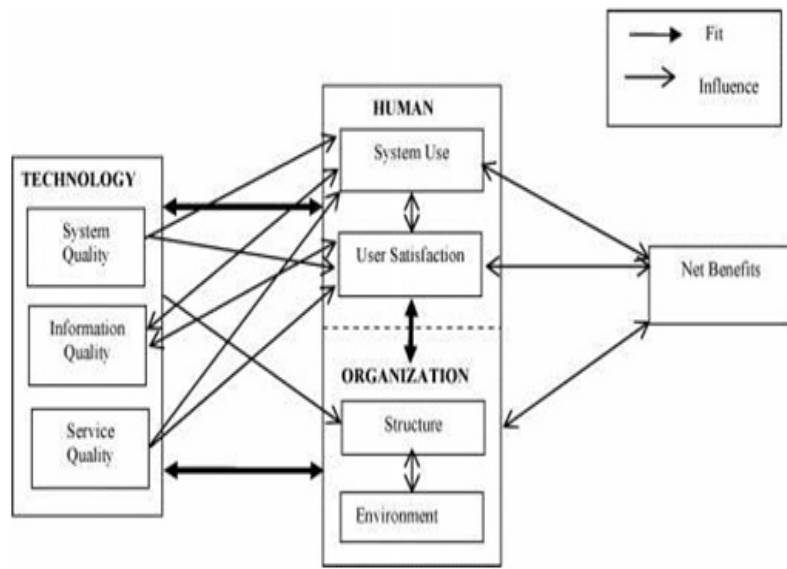 Fit
Influence
HUMAN
System Use
TECHNOLOGY
System
Quality
User Satisfaction
Net Benefits
Information
Quality
ORGANIZATION
Structure
Service
Quality
Environment